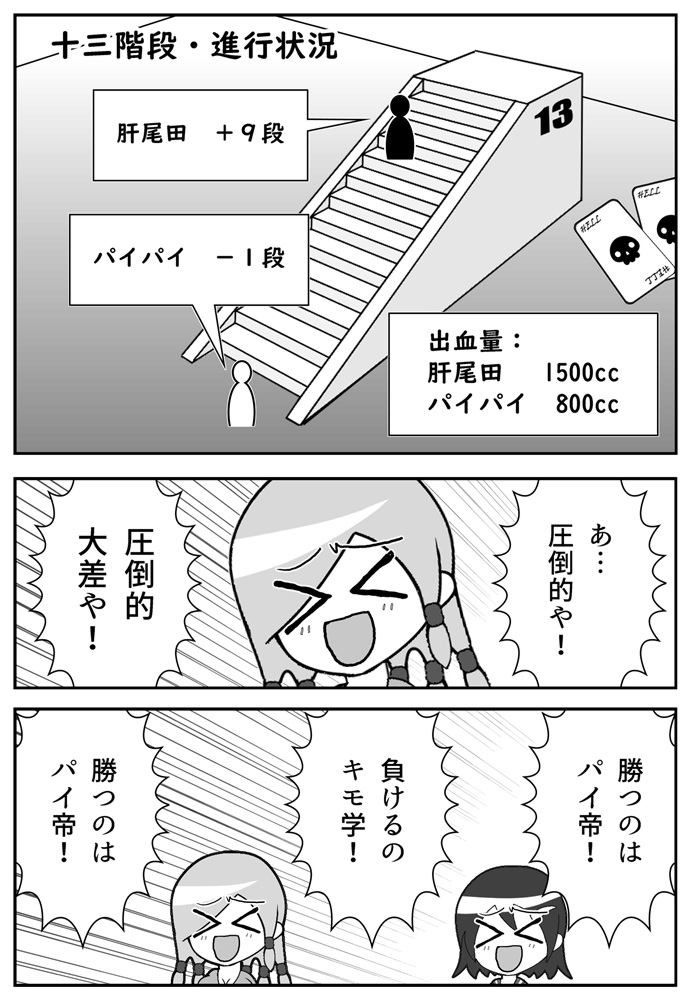 十三階段・進行状況
肝尾田　＋９段
13
パイパイ　－１段
HELL
HELL
HELL
出血量：
肝尾田　1500cc
パイパイ　800cc
あ…
圧倒的や！
圧倒的
大差や！
勝つのは
パイ帝！
負けるの
キモ学！
勝つのは
パイ帝！